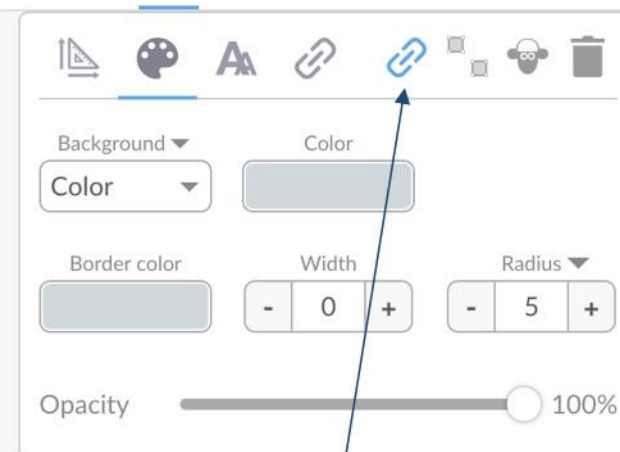 Background Color
Color
Border color Width Radius
- 0 + - 5 +
Opacity 100%